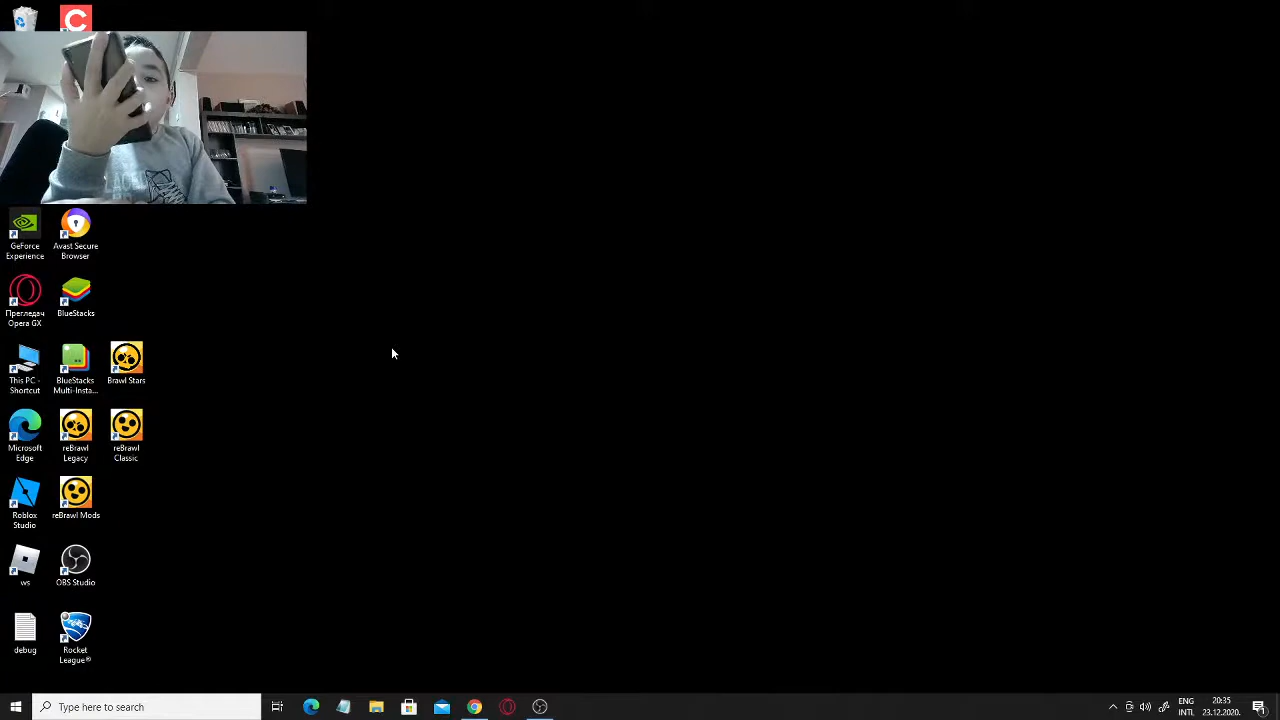 GeForce
Experience
Avast Secure
Browser
Прегледач
Opera GX
BlueStacks
This PC -
Shortcut
BlueStacks
Multi-Insta...
Brawl Stars
Microsoft
Edge
reBrawl
Legacy
reBrawl
Classic
Roblox
Studio
reBrawl Mods
ws
OBS Studio
debug
Rocket
League®
Type here to search
ENG
INTL
20:35
23.12.2020.